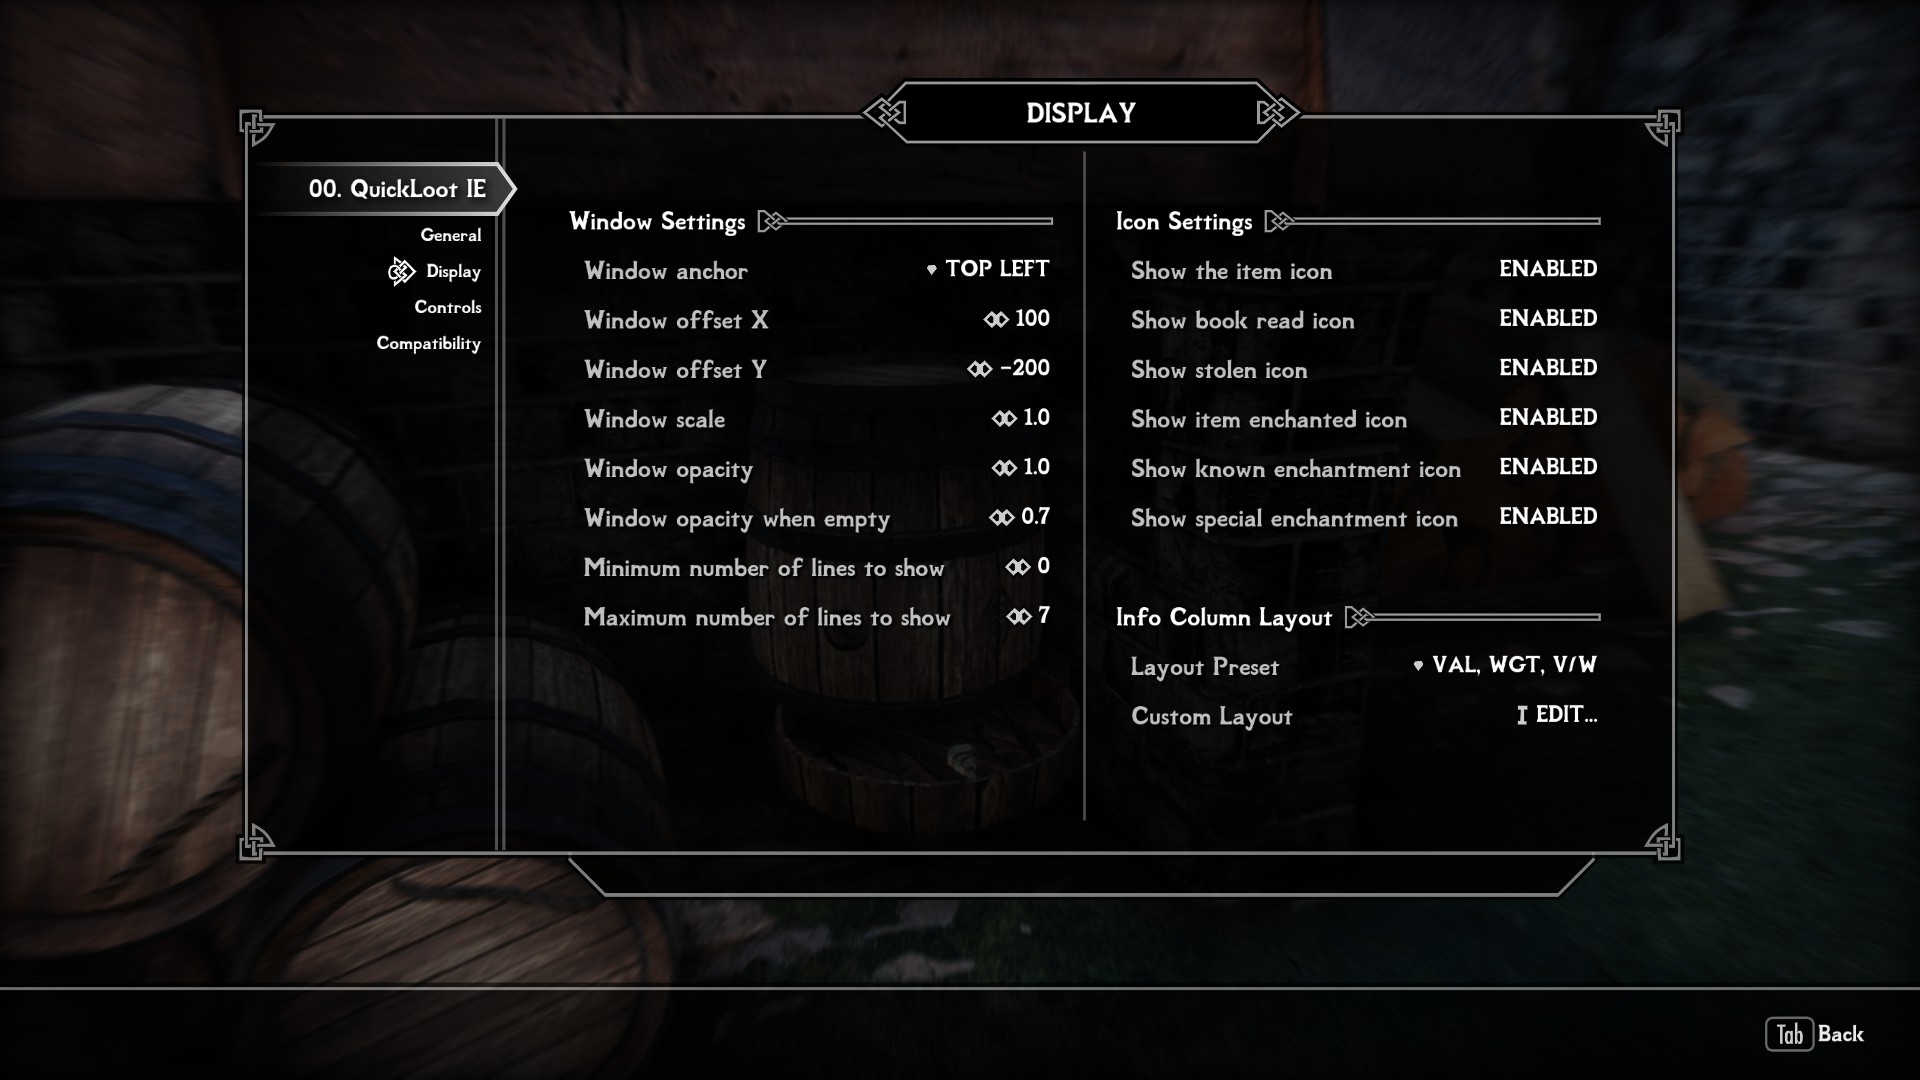 DISPLAY
00. QuickLoot IE
General
Display
Controls
Compatibility
Window Settings
Window anchor TOP LEFT
Window offset X 100
Window offset Y -200
Window scale 1.0
Window opacity 1.0
Window opacity when empty 0.7
Minimum number of lines to show 0
Maximum number of lines to show 7
Icon Settings
Show the item icon ENABLED
Show book read icon ENABLED
Show stolen icon ENABLED
Show item enchanted icon ENABLED
Show known enchantment icon ENABLED
Show special enchantment icon ENABLED
Info Column Layout
Layout Preset VAL, WGT, V/W
Custom Layout EDIT...
Tab Back